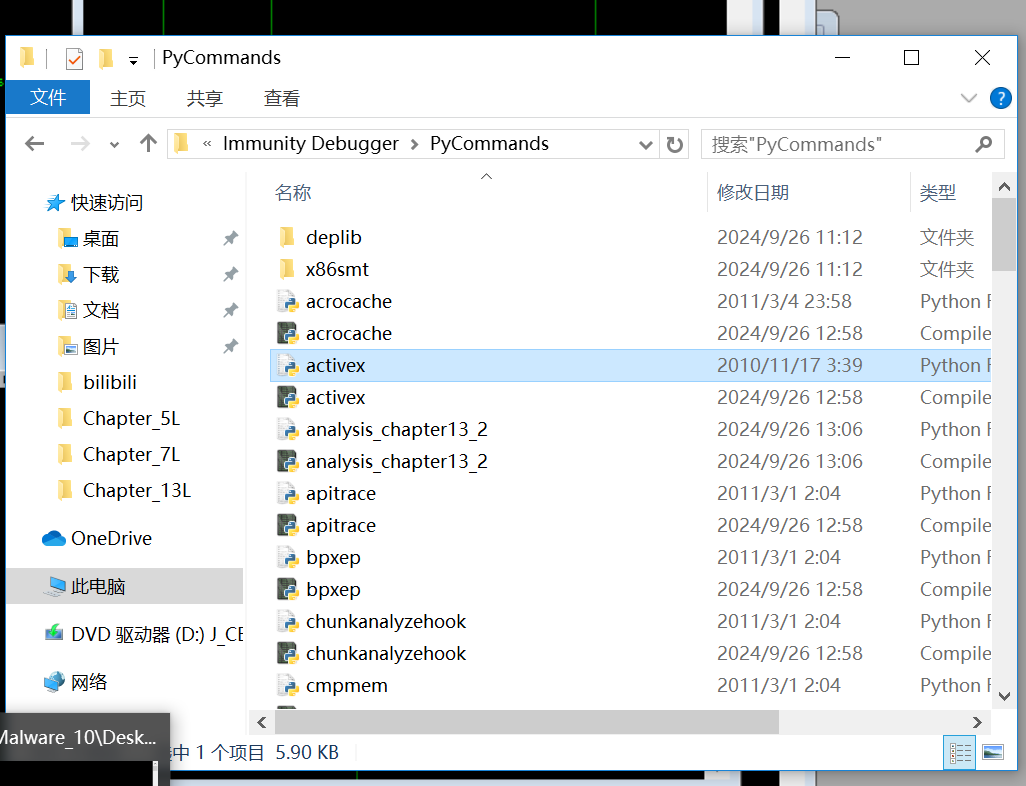 PyCommands
文件 主页 共享 查看
« Immunity Debugger > PyCommands 搜索"PyCommands"
名称 修改日期 类型
快速访问
桌面
下载
文档
图片
bilibili
Chapter_5L
Chapter_7L
Chapter_13L
OneDrive
此电脑
DVD 驱动器 (D:) J_CE
网络
deplib 2024/9/26 11:12 文件夹
x86smt 2024/9/26 11:12 文件夹
acrocache 2011/3/4 23:58 Python F
acrocache 2024/9/26 12:58 Compile
activex 2010/11/17 3:39 Python F
activex 2024/9/26 12:58 Compile
analysis_chapter13_2 2024/9/26 13:06 Python F
analysis_chapter13_2 2024/9/26 13:06 Compile
apitrace 2011/3/1 2:04 Python F
apitrace 2024/9/26 12:58 Compile
bpxep 2011/3/1 2:04 Python F
bpxep 2024/9/26 12:58 Compile
chunkanalyzehook 2011/3/1 2:04 Python F
chunkanalyzehook 2024/9/26 12:58 Compile
cmpmem 2011/3/1 2:04 Python F
Malware_10\Desk...
中 1 个项目 5.90 KB